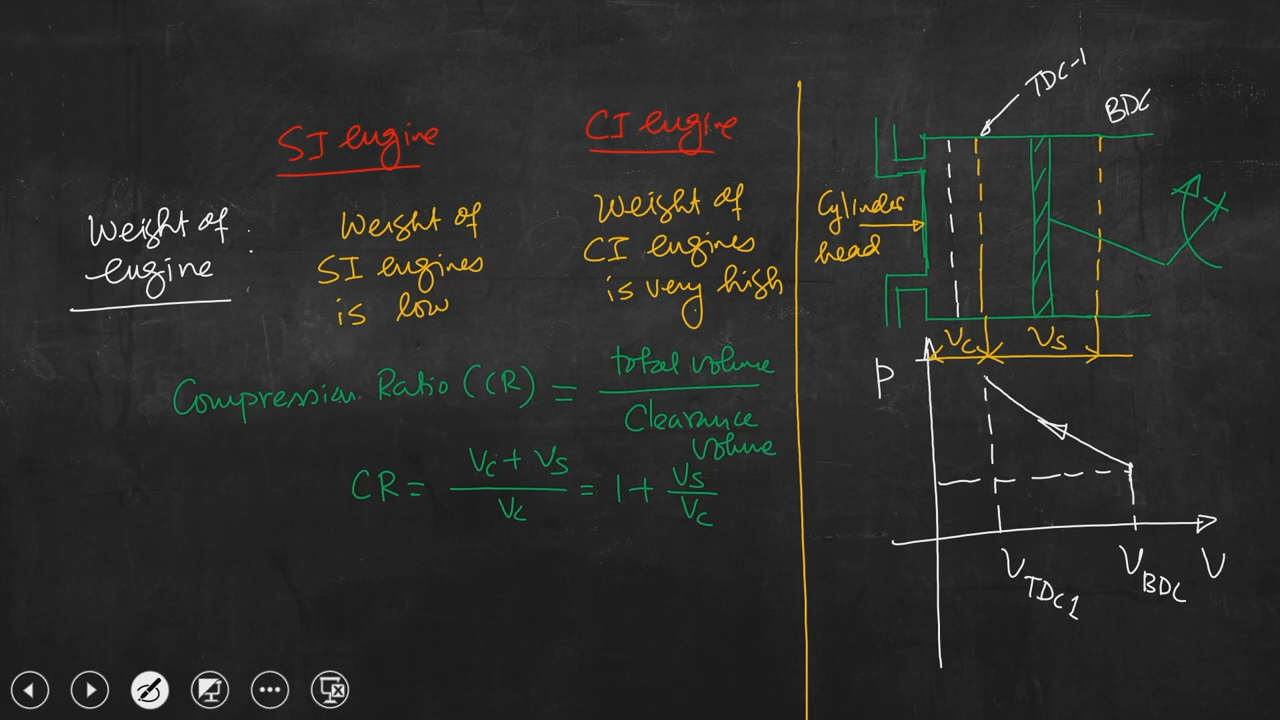 SI engine
CI engine
Weight of
engine :
Weight of
SI engines
is low
Weight of
CI engines
is very high
Compression Ratio (CR) = total volume / Clearance volume
CR = Vc + Vs / Vc = 1 + Vs / Vc
TDC-1
BDC
Cylinder
head
Vc
Vs
P
V TDC1
V BDC
V